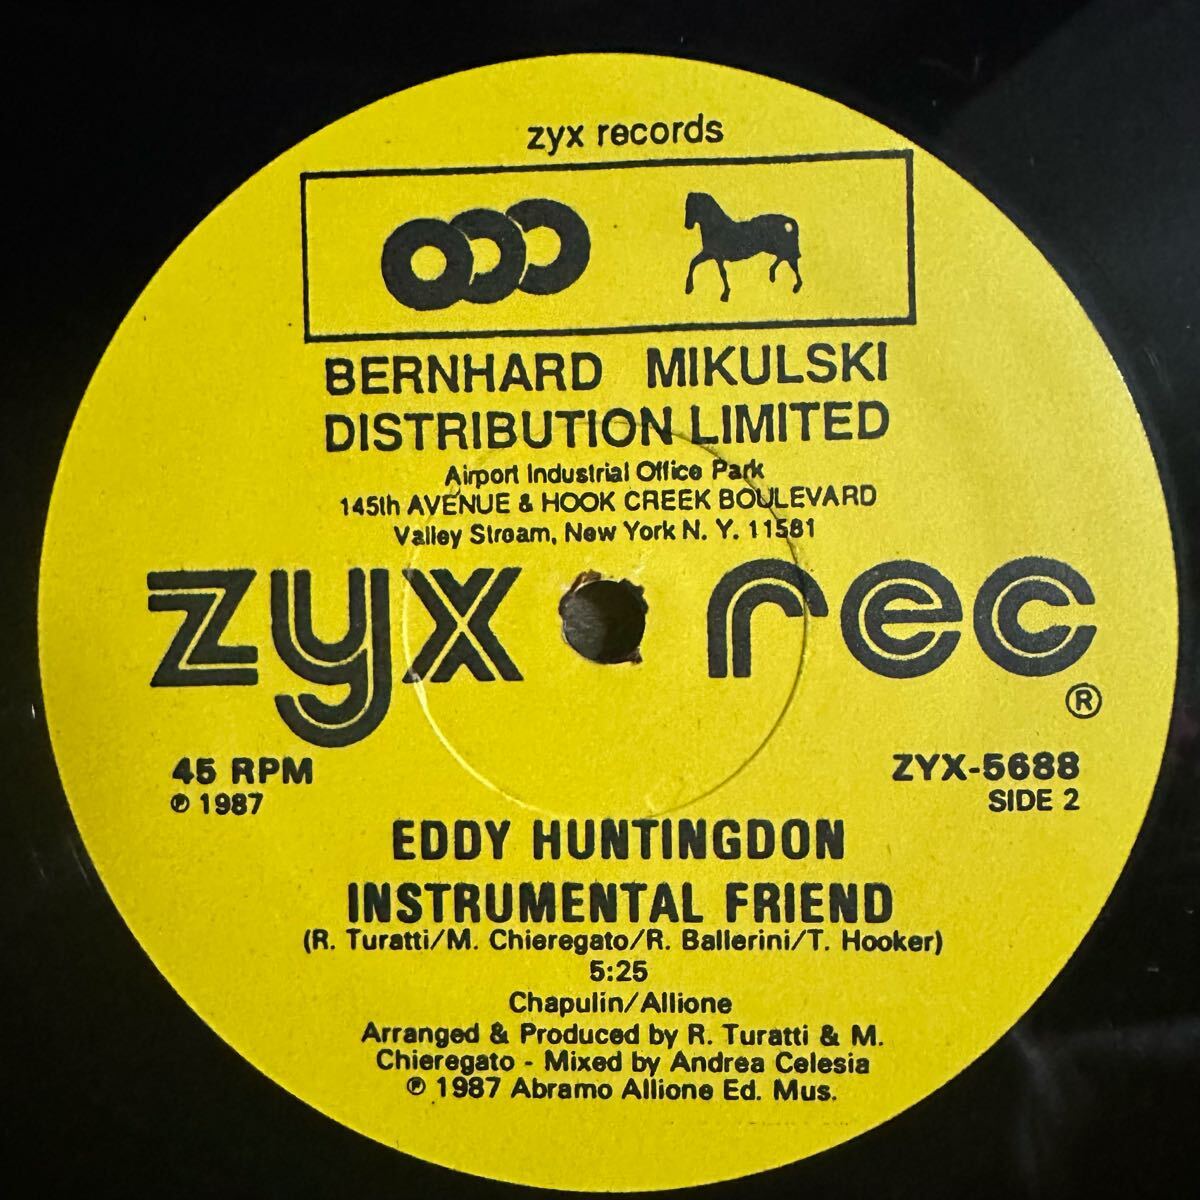 zyx records
BERNHARD MIKULSKI
DISTRIBUTION LIMITED
Airport Industrial Office Park
145th AVENUE & HOOK CREEK BOULEVARD
Valley Stream, New York N. Y. 11581
zyx rec ®
45 RPM
℗ 1987
ZYX-5688
SIDE 2
EDDY HUNTINGDON
INSTRUMENTAL FRIEND
(R. Turatti/M. Chieregato/R. Ballerini/T. Hooker)
5:25
Chapulin/Allione
Arranged & Produced by R. Turatti & M.
Chieregato - Mixed by Andrea Celesia
℗ 1987 Abramo Allione Ed. Mus.